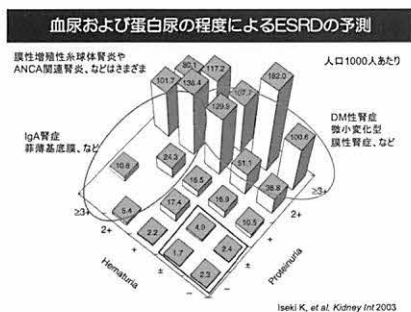 血尿および蛋白尿の程度によるESRDの予測
膜性増殖性糸球体腎炎や
ANCA関連腎炎、などはさまざま
人口1000人あたり
IgA腎症
菲薄基底膜、など
DM性腎症
微小変化型
膜性腎症、など
80.1 117.2 182.0
101.7 138.4 107.7
129.9 100.6
10.8 24.3 51.1
18.5 38.8
5.4 17.4 16.9
2.2 4.9 10.5
1.7 2.4
2.3
≥3+ 2+ + ± −
Hematuria
− ± + 2+ ≥3+
Proteinuria
Iseki K, et al. Kidney Int 2003